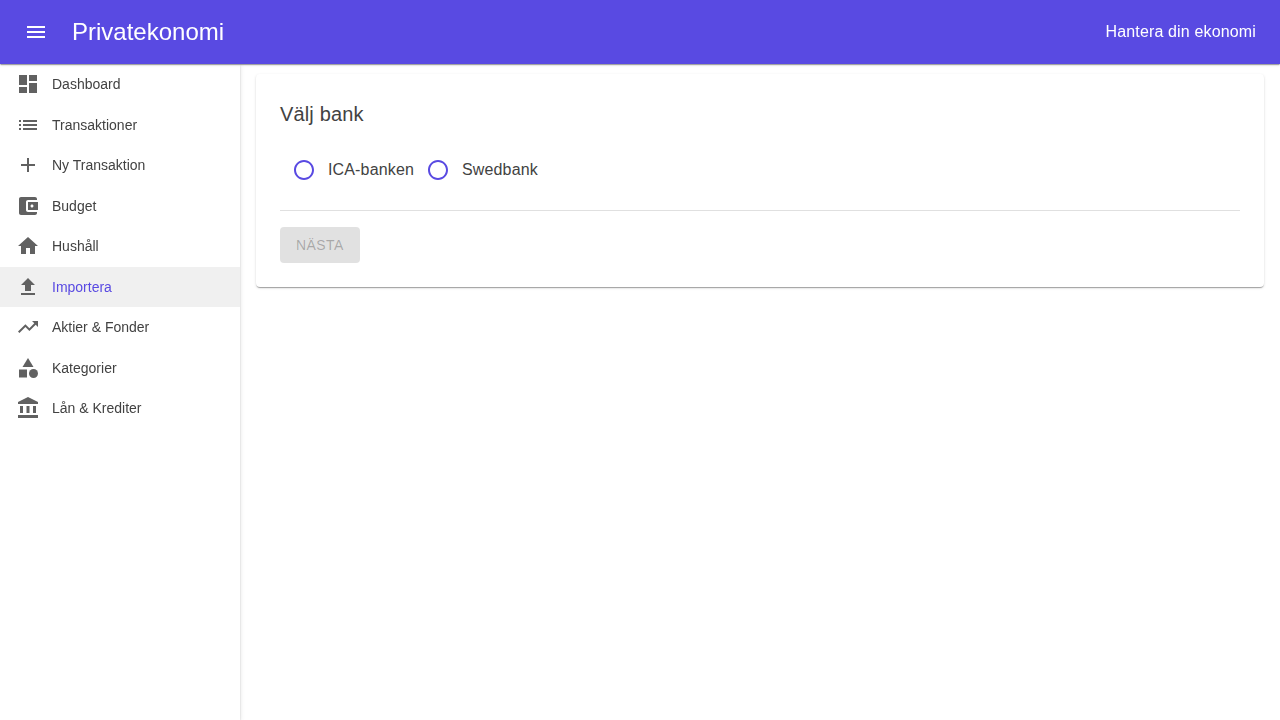 Privatekonomi
Hantera din ekonomi
Dashboard
Transaktioner
Ny Transaktion
Budget
Hushåll
Importera
Aktier & Fonder
Kategorier
Lån & Krediter
Välj bank
ICA-banken
Swedbank
NÄSTA